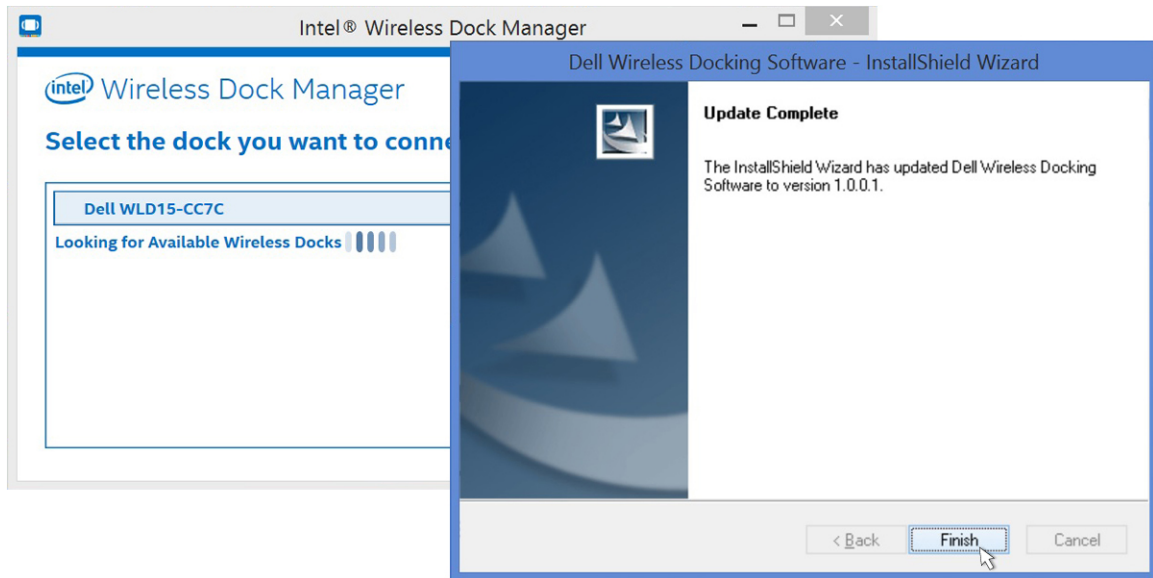 Intel® Wireless Dock Manager
intel Wireless Dock Manager
Select the dock you want to conne
Dell WLD15-CC7C
Looking for Available Wireless Docks
Dell Wireless Docking Software - InstallShield Wizard
Update Complete
The InstallShield Wizard has updated Dell Wireless Docking
Software to version 1.0.0.1.
< Back Finish Cancel